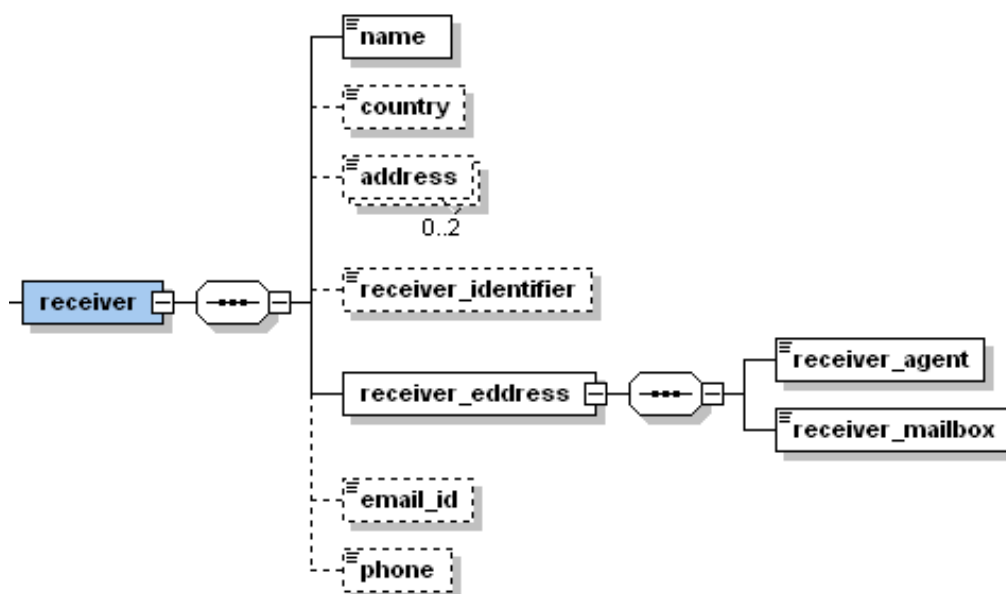 name
country
address
0..2
receiver_identifier
receiver
receiver_eddress
receiver_agent
receiver_mailbox
email_id
phone